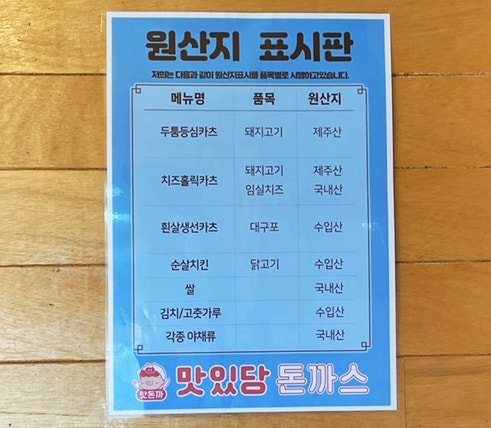 원산지 표시판
저희는 다음과 같이 원산지표시를 품목별로 시행하고있습니다.
메뉴명 품목 원산지
두툼등심카츠 돼지고기 제주산
치즈홀릭카츠 돼지고기 제주산
임실치즈 국내산
흰살생선카츠 대구포 수입산
순살치킨 닭고기 수입산
쌀 국내산
김치/고춧가루 수입산
각종 야채류 국내산
맛있당 돈까스
맛돈까